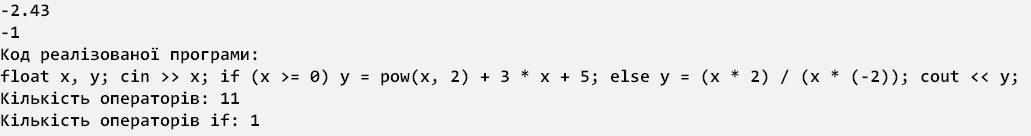 -2.43
-1
Код реалізованої програми:
float x, y; cin >> x; if (x >= 0) y = pow(x, 2) + 3 * x + 5; else y = (x * 2) / (x * (-2)); cout << y;
Кількість операторів: 11
Кількість операторів if: 1